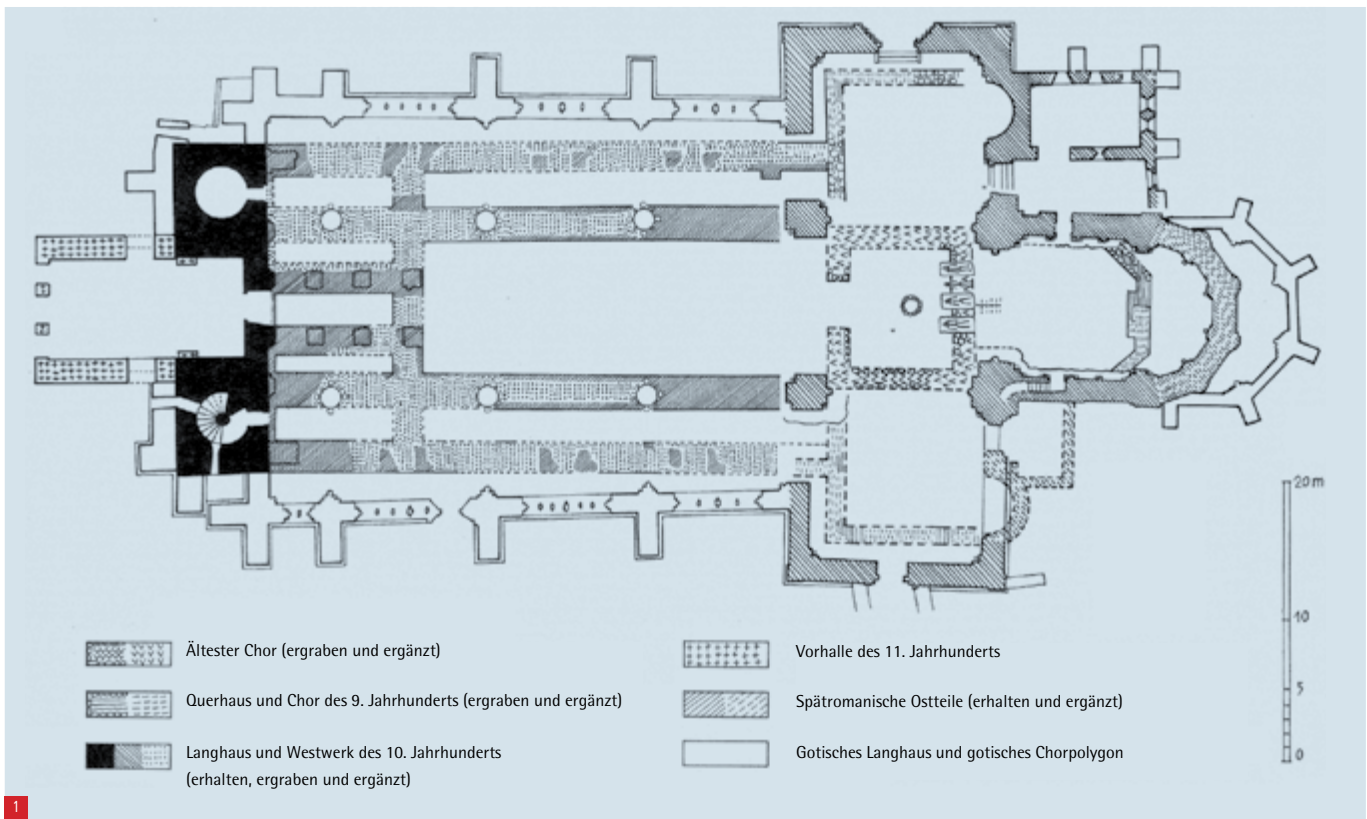 1
2
20 m
10
5
0
Ältester Chor (ergraben und ergänzt)
Querhaus und Chor des 9. Jahrhunderts (ergraben und ergänzt)
Langhaus und Westwerk des 10. Jahrhunderts
(erhalten, ergraben und ergänzt)
Vorhalle des 11. Jahrhunderts
Spätromanische Ostteile (erhalten und ergänzt)
Gotisches Langhaus und gotisches Chorpolygon
1